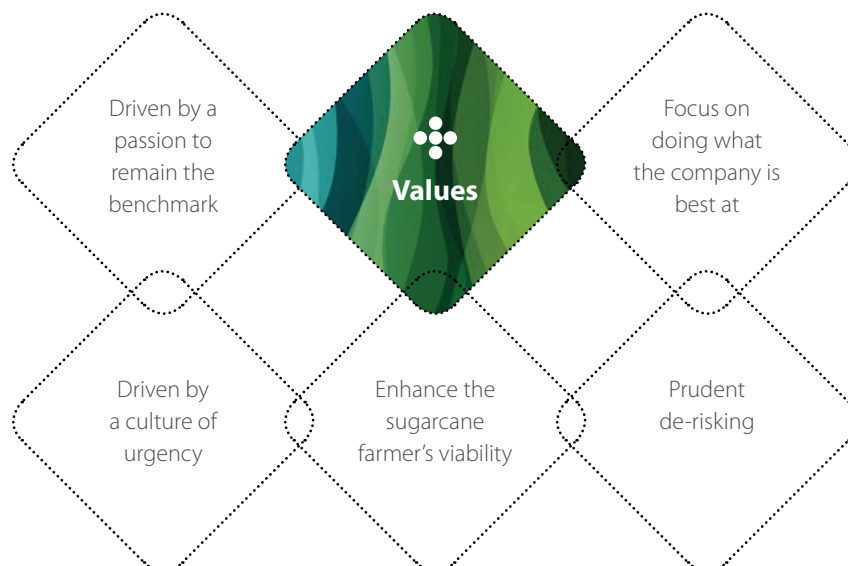 Driven by a
passion to
remain the
benchmark
Values
Focus on
doing what
the company is
best at
Driven by
a culture of
urgency
Enhance the
sugarcane
farmer’s viability
Prudent
de-risking